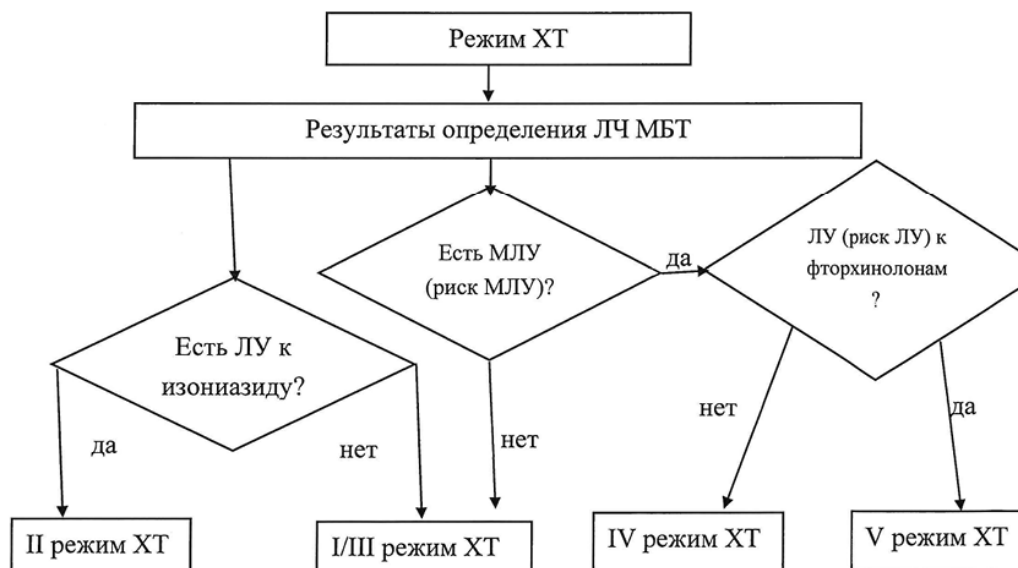 Режим ХТ
Результаты определения ЛЧ МБТ
Есть МЛУ
(риск МЛУ)?
да
ЛУ (риск ЛУ) к
фторхинолонам
?
Есть ЛУ к
изониазиду?
да
нет
нет
нет
да
II режим ХТ
I/III режим ХТ
IV режим ХТ
V режим ХТ